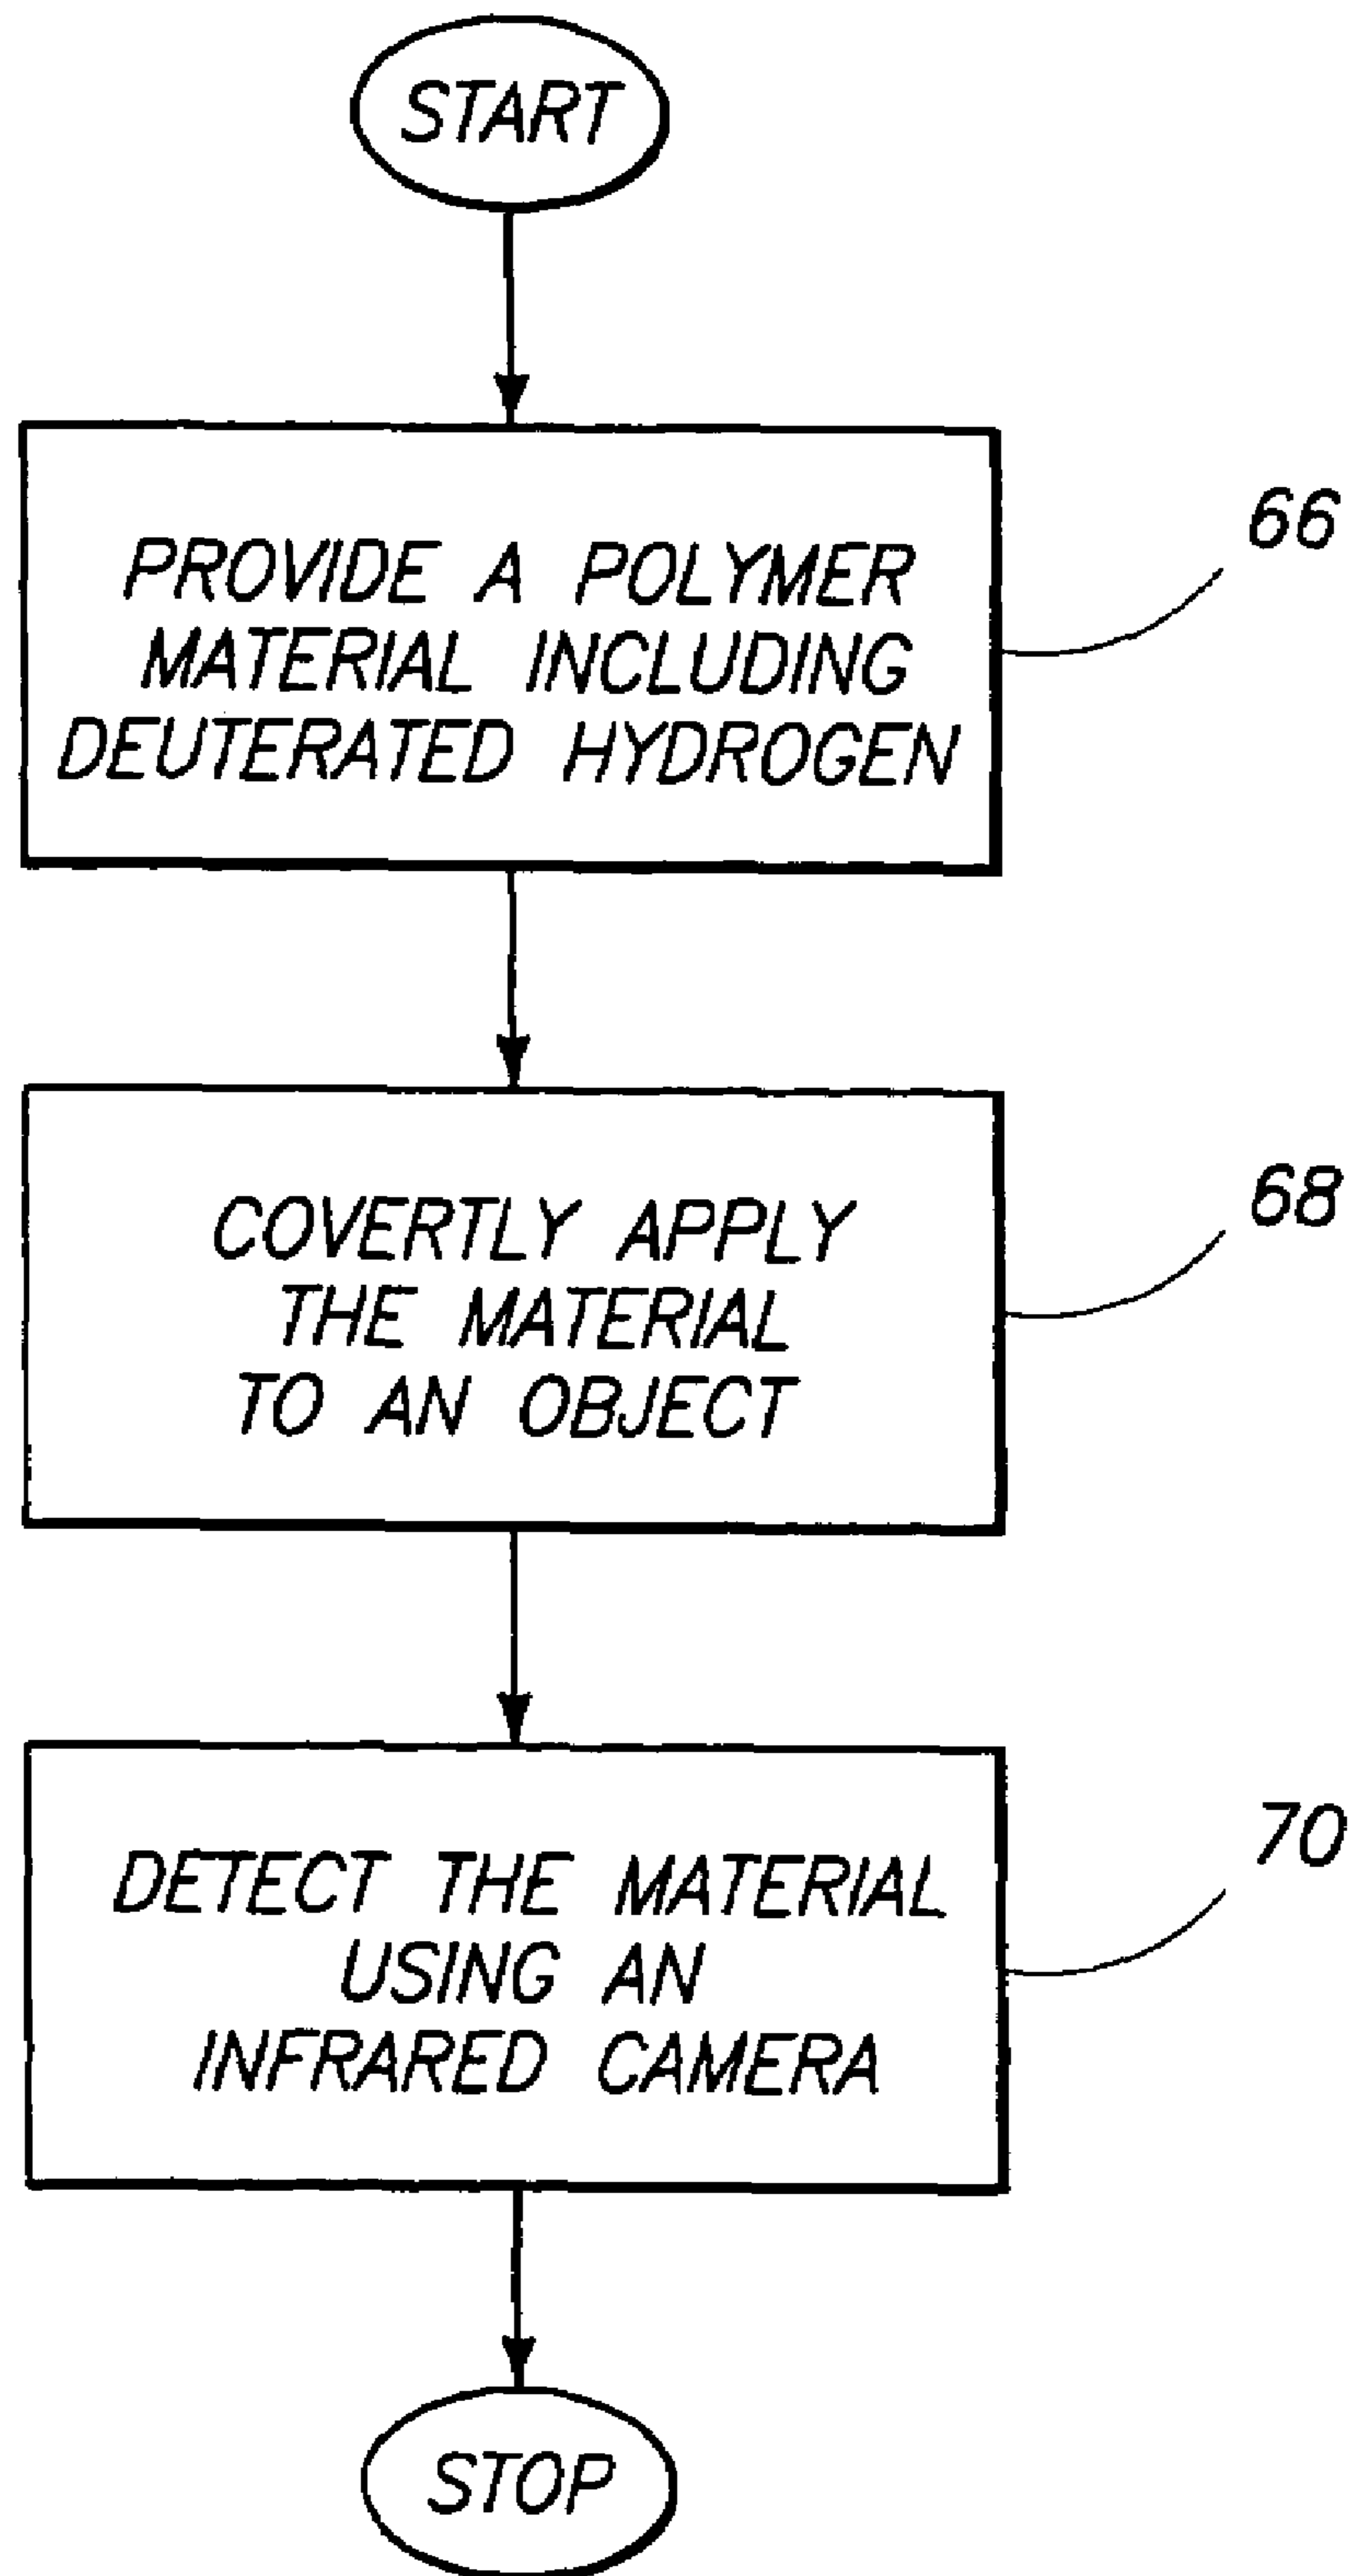 START
PROVIDE A POLYMER
MATERIAL INCLUDING
DEUTERATED HYDROGEN
66
COVERTLY APPLY
THE MATERIAL
TO AN OBJECT
68
DETECT THE MATERIAL
USING AN
INFRARED CAMERA
70
STOP